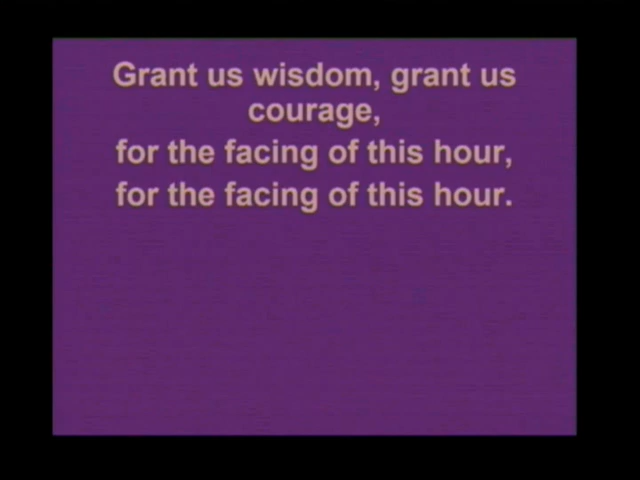 Grant us wisdom, grant us
courage,
for the facing of this hour,
for the facing of this hour.